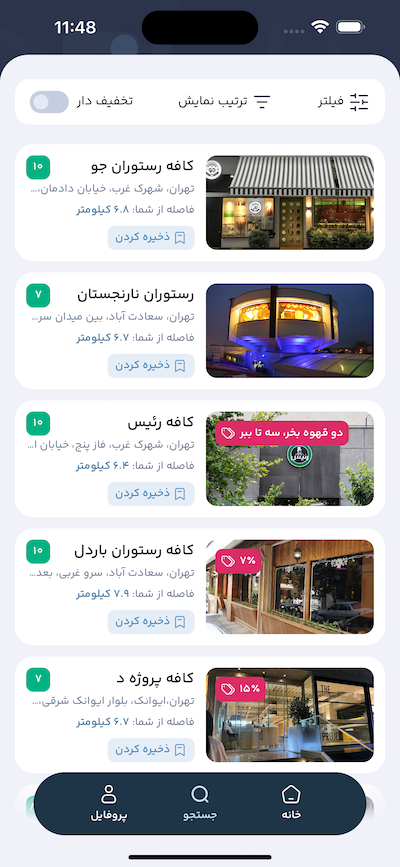 11:48
فیلتر
ترتیب نمایش
تخفیف دار
کافه رستوران جو
۱۰
تهران، شهرک غرب، خیابان دادمان،...
فاصله از شما: ۶.۸ کیلومتر
ذخیره کردن
رستوران نارنجستان
۷
تهران، سعادت آباد، بین میدان سر...
فاصله از شما: ۶.۷ کیلومتر
ذخیره کردن
دو قهوه بخر، سه تا ببر
رئیس
کافه رئیس
۱۰
تهران، شهرک غرب، فاز پنج، خیابان ا...
فاصله از شما: ۶.۴ کیلومتر
ذخیره کردن
۷٪
کافه رستوران باردل
۱۰
تهران، سعادت آباد، سرو غربی، بعد...
فاصله از شما: ۷.۹ کیلومتر
ذخیره کردن
۱۵٪
THE
کافه پروژه د
۷
تهران،ایوانک، بلوار ایوانک شرقی،...
فاصله از شما: ۶.۷ کیلومتر
ذخیره کردن
خانه
جستجو
پروفایل